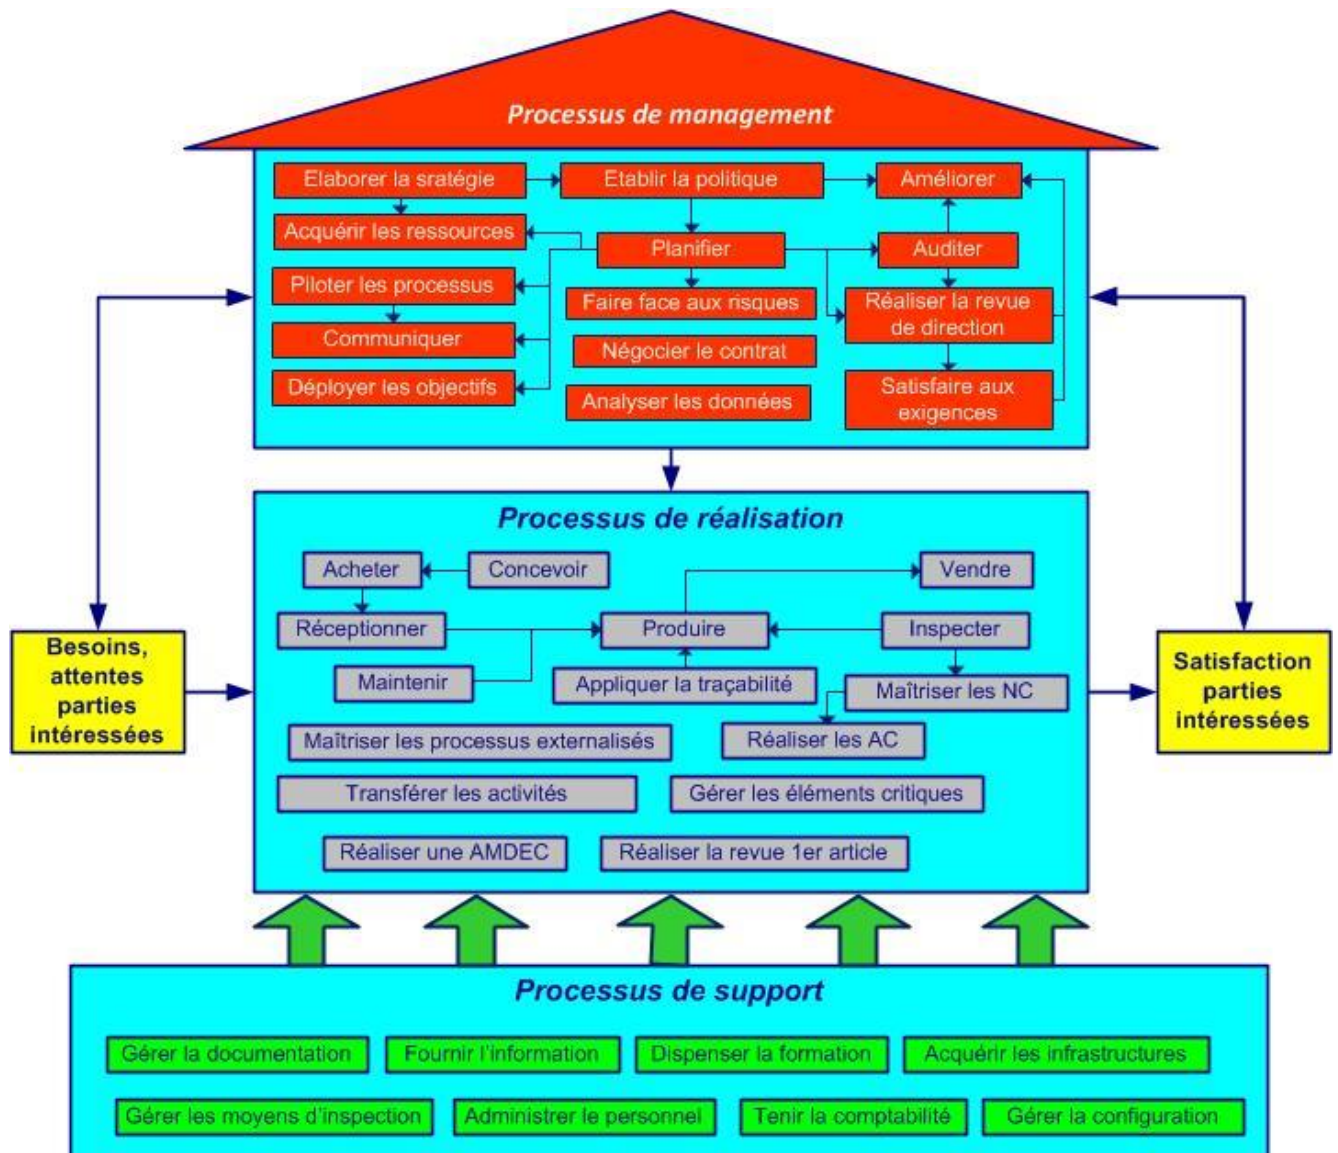 Processus de management
Elaborer la sratégie
Etablir la politique
Améliorer
Acquérir les ressources
Planifier
Auditer
Piloter les processus
Faire face aux risques
Réaliser la revue
de direction
Communiquer
Négocier le contrat
Déployer les objectifs
Analyser les données
Satisfaire aux
exigences
Processus de réalisation
Acheter
Concevoir
Vendre
Réceptionner
Produire
Inspecter
Maintenir
Appliquer la traçabilité
Maîtriser les NC
Maîtriser les processus externalisés
Réaliser les AC
Transférer les activités
Gérer les éléments critiques
Réaliser une AMDEC
Réaliser la revue 1er article
Besoins,
attentes
parties
intéressées
Satisfaction
parties
intéressées
Processus de support
Gérer la documentation
Fournir l'information
Dispenser la formation
Acquérir les infrastructures
Gérer les moyens d'inspection
Administrer le personnel
Tenir la comptabilité
Gérer la configuration